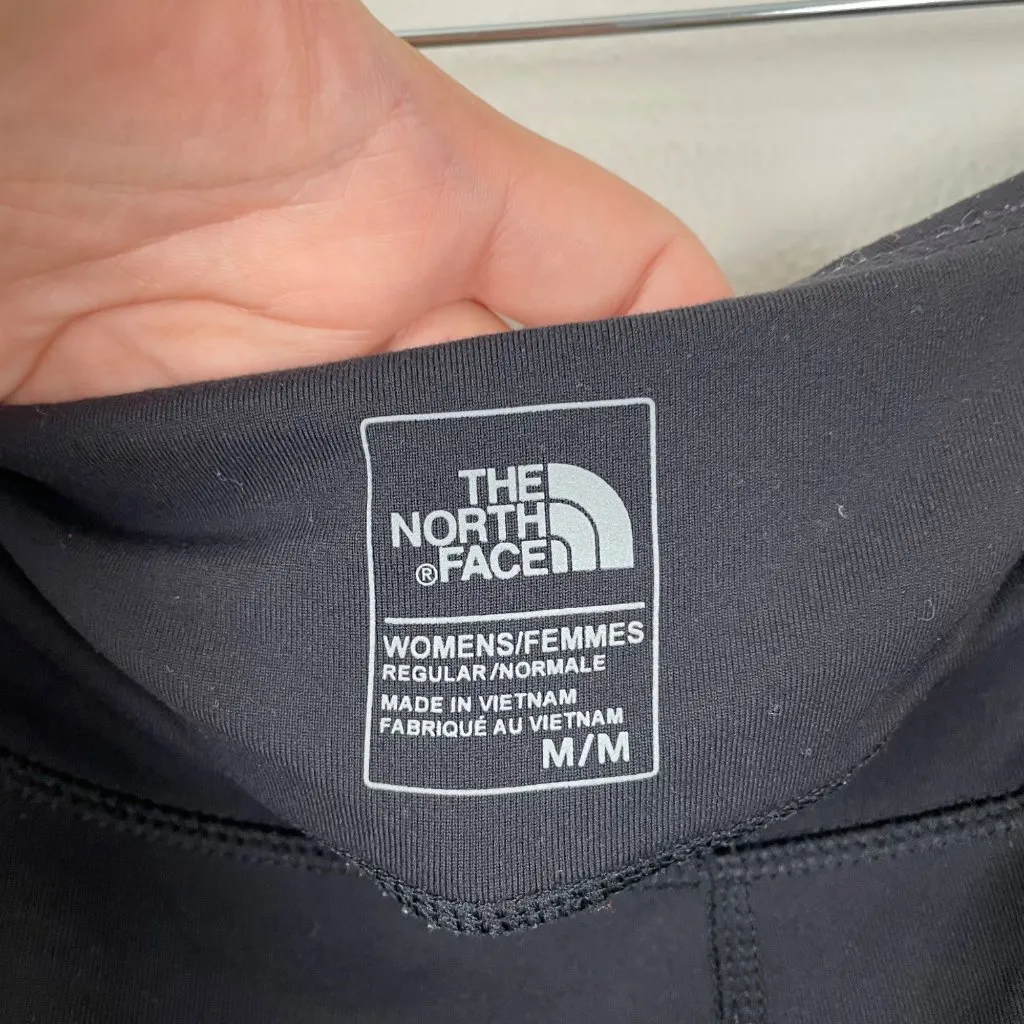 THE
NORTH
®FACE
WOMENS/FEMMES
REGULAR/NORMALE
MADE IN VIETNAM
FABRIQUÉ AU VIETNAM
M/M